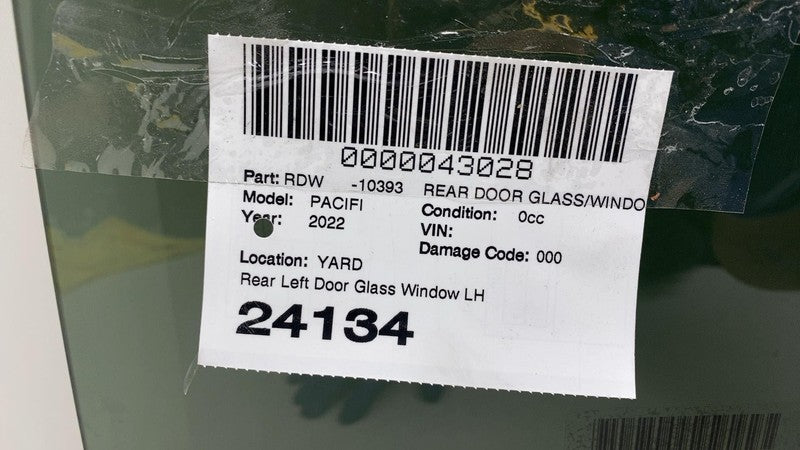 0000043028
Part: RDW -10393 REAR DOOR GLASS/WINDO
Model: PACIFI
Condition: 0cc
Year: 2022
VIN:
Damage Code: 000
Location: YARD
Rear Left Door Glass Window LH
24134